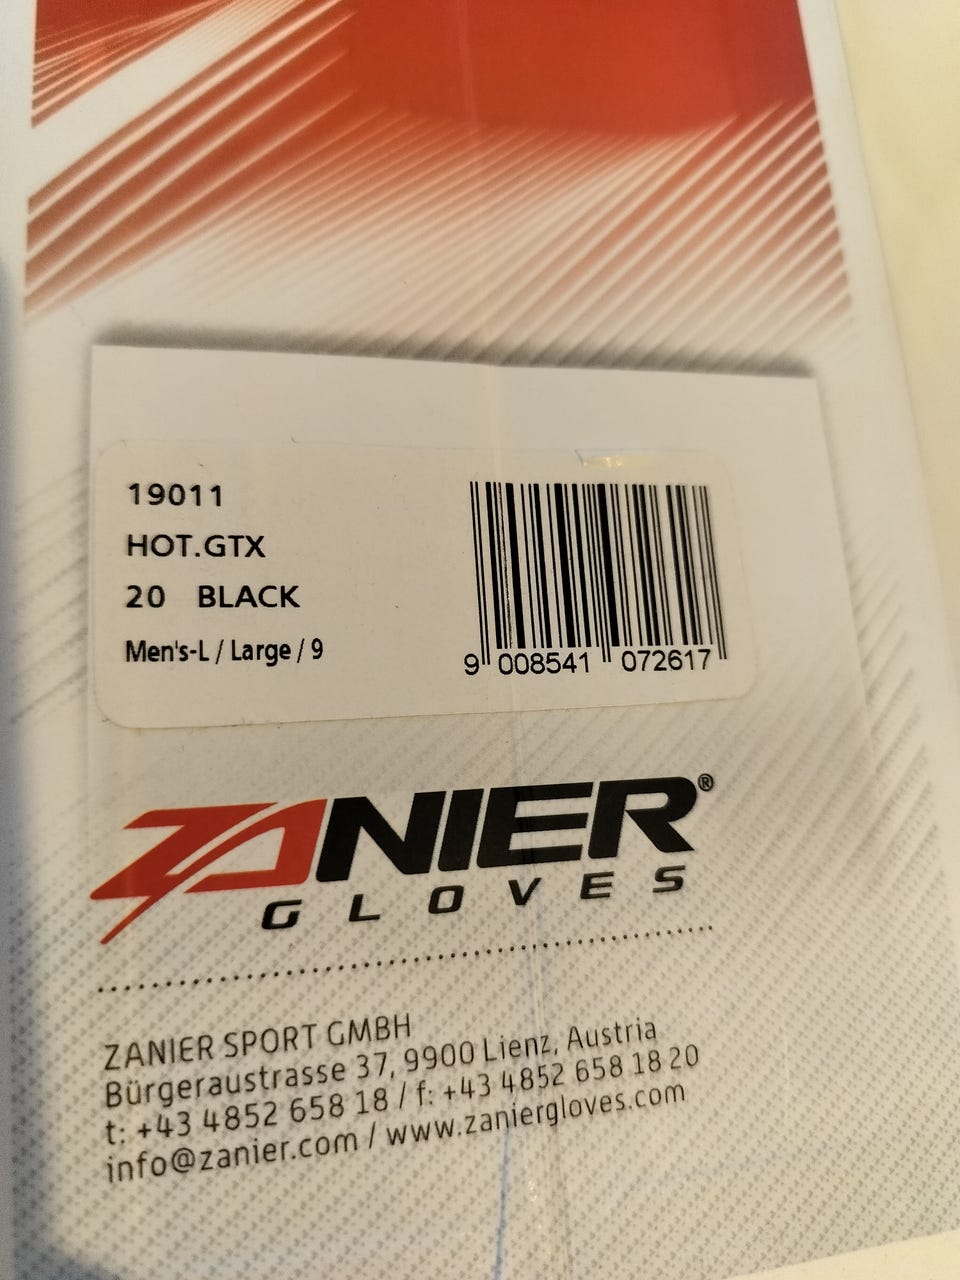 19011
HOT.GTX
20 BLACK
Men's-L / Large / 9
9 008541 072617
ZANIER®
GLOVES
ZANIER SPORT GMBH
Bürgeraustrasse 37, 9900 Lienz, Austria
t: +43 4852 658 18 / f: +43 4852 658 18 20
info@zanier.com / www.zaniergloves.com